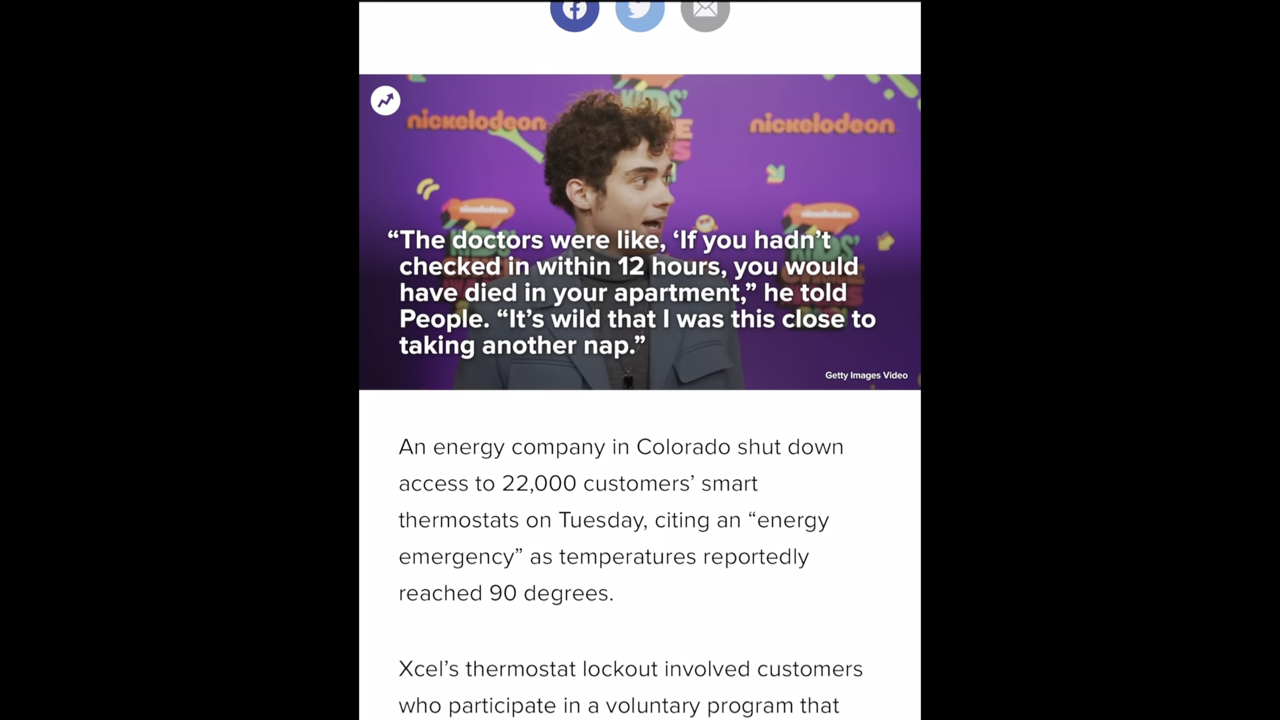 nickelodeon
nickelodeon
KIDS'
nickelodeon
nickelodeon
“The doctors were like, ‘If you hadn’t
checked in within 12 hours, you would
have died in your apartment,” he told
People. “It’s wild that I was this close to
taking another nap.”
Getty Images Video
An energy company in Colorado shut down
access to 22,000 customers’ smart
thermostats on Tuesday, citing an “energy
emergency” as temperatures reportedly
reached 90 degrees.
Xcel’s thermostat lockout involved customers
who participate in a voluntary program that